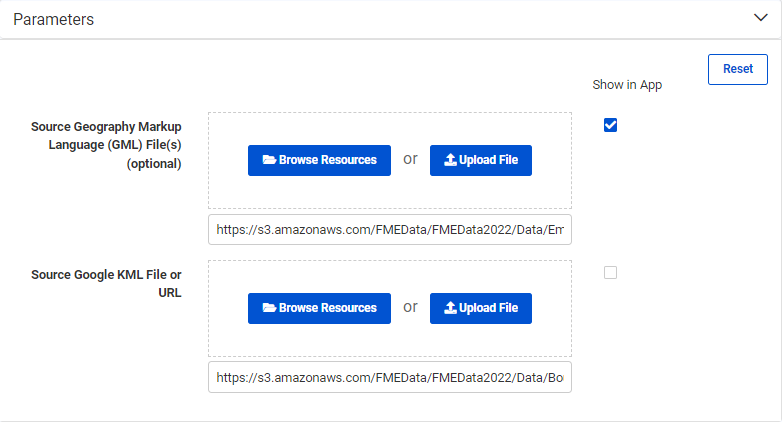 Parameters
Reset
Show in App
Source Geography Markup
Language (GML) File(s)
(optional)
Browse Resources or Upload File
https://s3.amazonaws.com/FMEData/FMEData2022/Data/Em
Source Google KML File or
URL
Browse Resources or Upload File
https://s3.amazonaws.com/FMEData/FMEData2022/Data/Bo